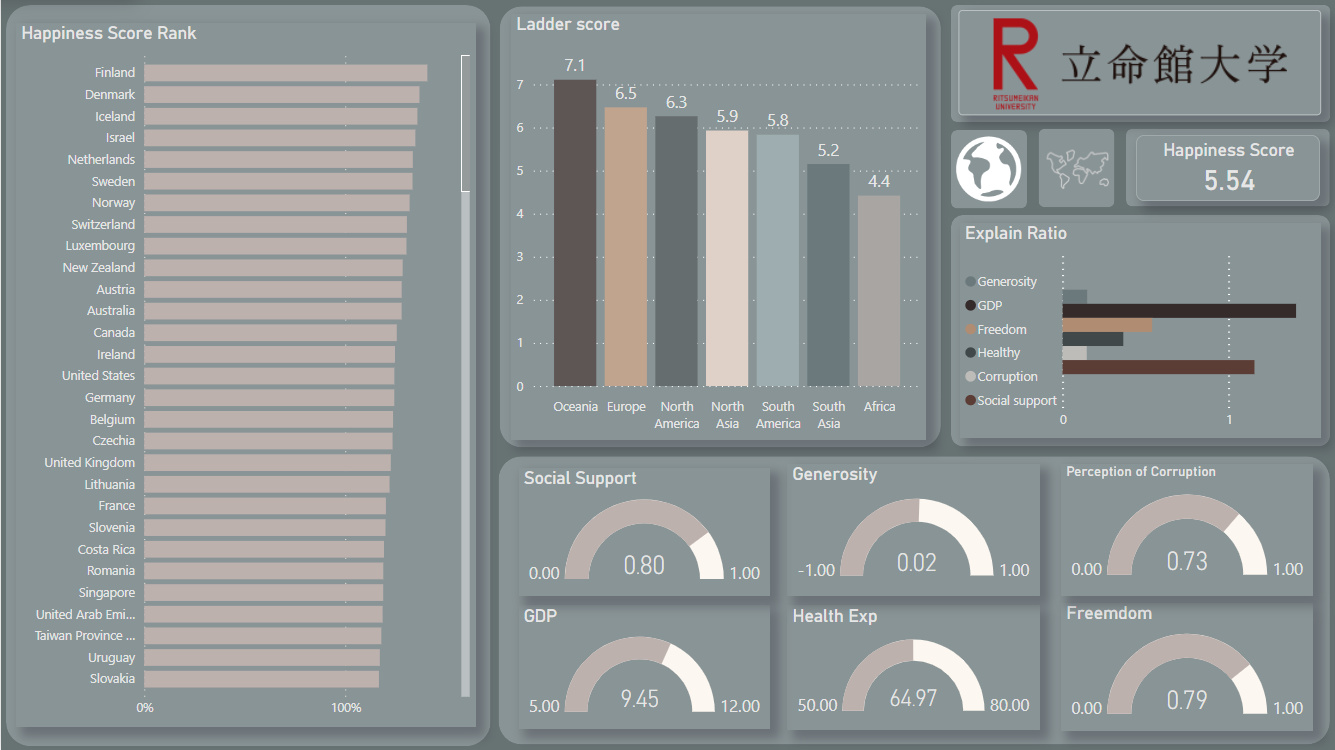 Happiness Score Rank
Finland
Denmark
Iceland
Israel
Netherlands
Sweden
Norway
Switzerland
Luxembourg
New Zealand
Austria
Australia
Canada
Ireland
United States
Germany
Belgium
Czechia
United Kingdom
Lithuania
France
Slovenia
Costa Rica
Romania
Singapore
United Arab Emi...
Taiwan Province ...
Uruguay
Slovakia
0% 100%
Ladder score
7
6
5
4
3
2
1
0
7.1
6.5
6.3
5.9
5.8
5.2
4.4
Oceania
Europe
North
America
North
Asia
South
America
South
Asia
Africa
R 立命館大学
RITSUMEIKAN
UNIVERSITY
Happiness Score
5.54
Explain Ratio
Generosity
GDP
Freedom
Healthy
Corruption
Social support
0 1
Social Support
0.80
0.00 1.00
Generosity
0.02
-1.00 1.00
Perception of Corruption
0.73
0.00 1.00
GDP
9.45
5.00 12.00
Health Exp
64.97
50.00 80.00
Freemdom
0.79
0.00 1.00